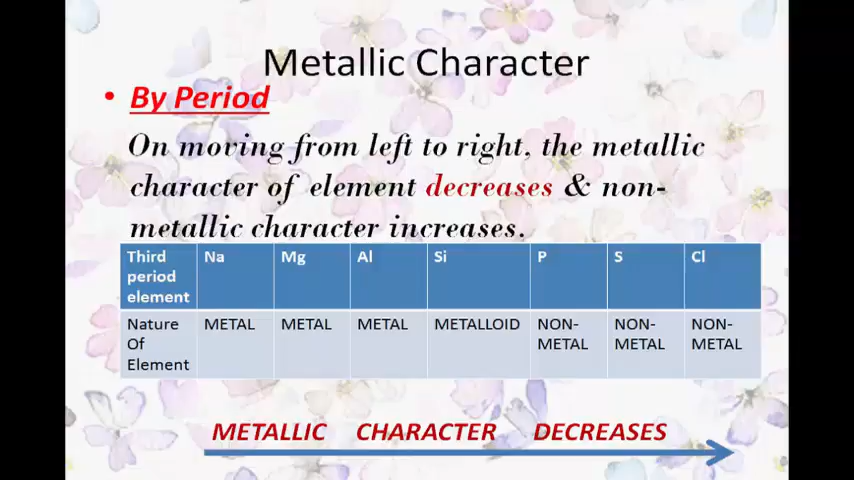 Metallic Character
• By Period
On moving from left to right, the metallic
character of element decreases & non-
metallic character increases.
Third period element Na Mg Al Si P S Cl
Nature Of Element METAL METAL METAL METALLOID NON-METAL NON-METAL NON-METAL
METALLIC CHARACTER DECREASES